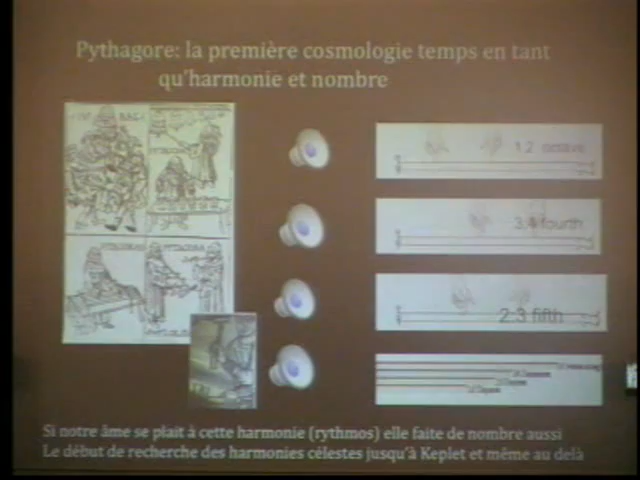 Pythagore: la première cosmologie temps en tant
qu'harmonie et nombre
1:2 octave
3:4 fourth
2:3 fifth
Si notre âme se plait à cette harmonie (rythmos) elle faite de nombre aussi
Le début de recherche des harmonies célestes jusqu'à Keplet et même au delà